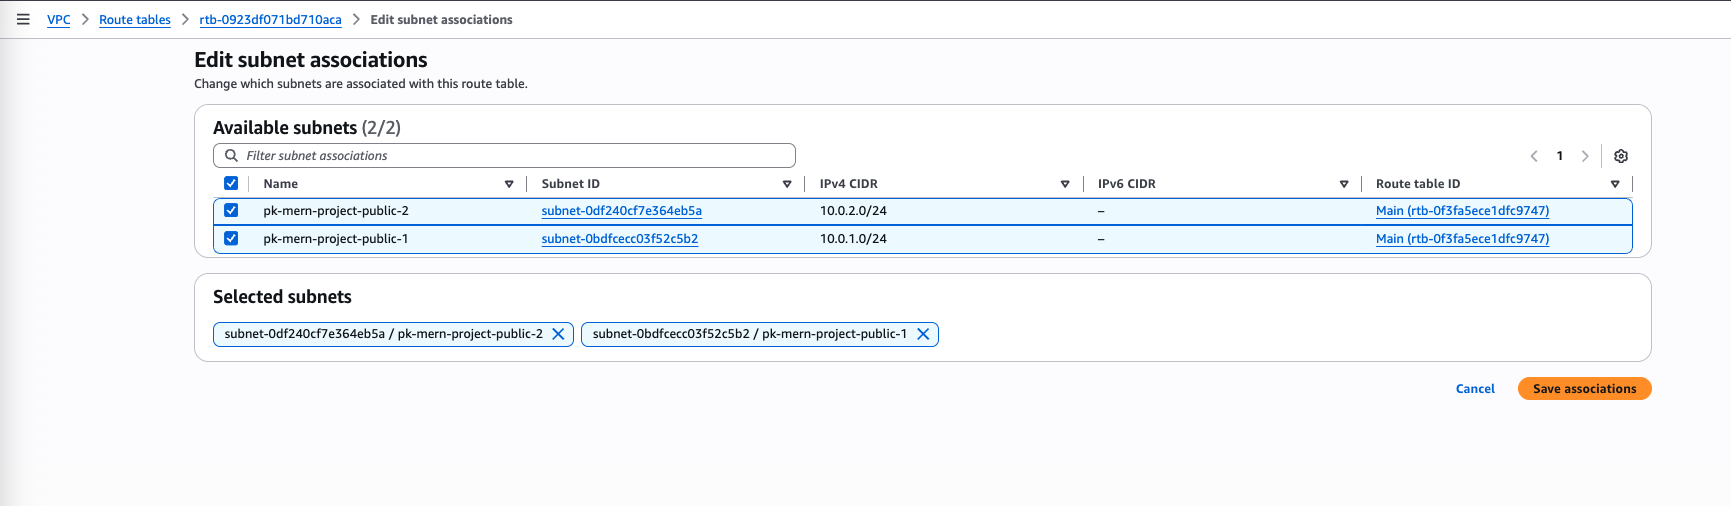 VPC > Route tables > rtb-0923df071bd710aca > Edit subnet associations
Edit subnet associations
Change which subnets are associated with this route table.
Available subnets (2/2)
Filter subnet associations
1
Name Subnet ID IPv4 CIDR IPv6 CIDR Route table ID
pk-mern-project-public-2 subnet-0df240cf7e364eb5a 10.0.2.0/24 – Main (rtb-0f3fa5ece1dfc9747)
pk-mern-project-public-1 subnet-0bdfcecc03f52c5b2 10.0.1.0/24 – Main (rtb-0f3fa5ece1dfc9747)
Selected subnets
subnet-0df240cf7e364eb5a / pk-mern-project-public-2 subnet-0bdfcecc03f52c5b2 / pk-mern-project-public-1
Cancel Save associations